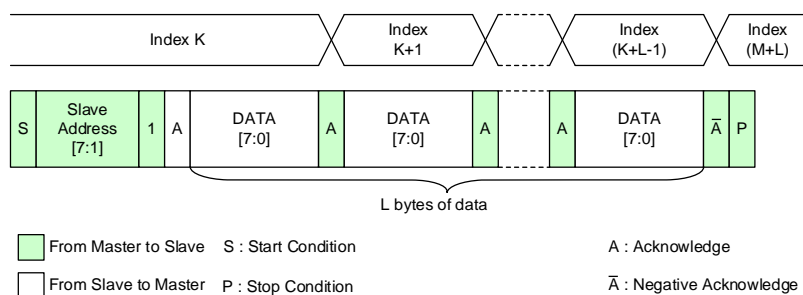 Index K
Index
K+1
Index
(K+L-1)
Index
(M+L)
S
Slave
Address
[7:1]
1
A
DATA
[7:0]
A
DATA
[7:0]
A
A
DATA
[7:0]
A̅
P
L bytes of data
From Master to Slave
S : Start Condition
A : Acknowledge
From Slave to Master
P : Stop Condition
A̅ : Negative Acknowledge